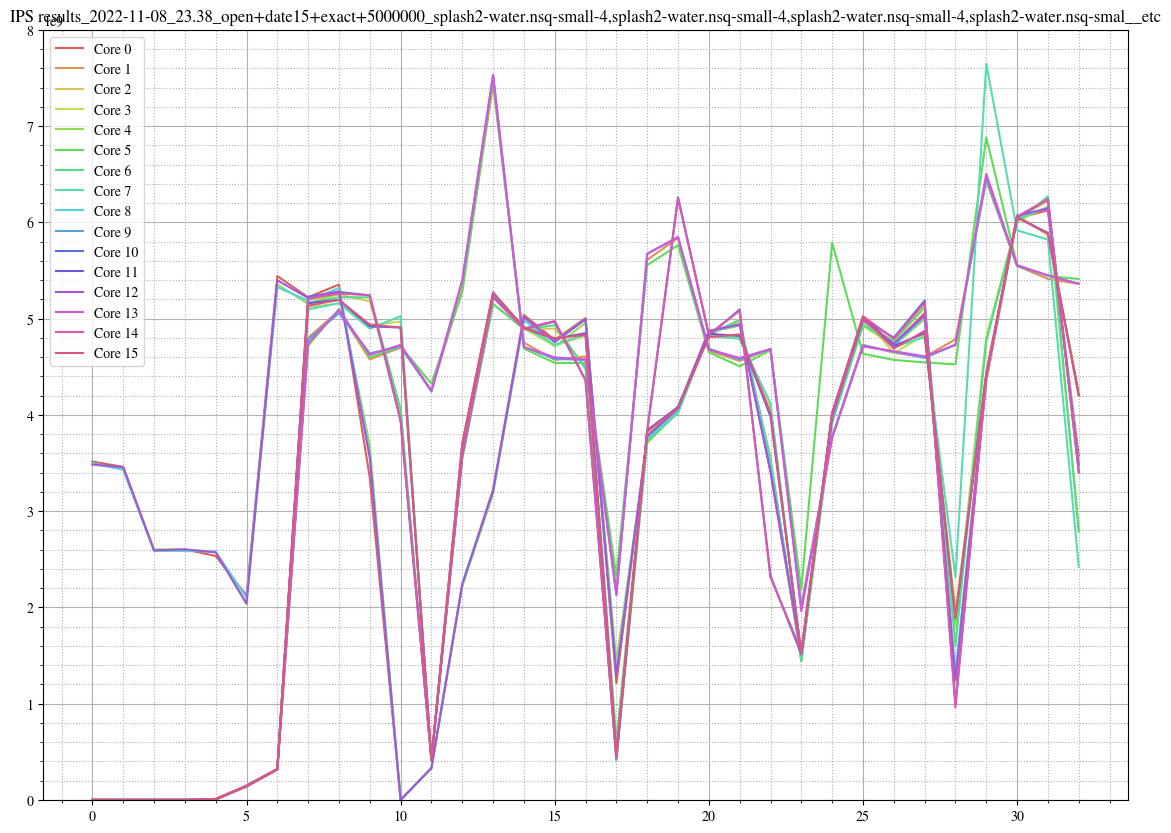 IPS results_2022-11-08_23.38_open+date15+exact+5000000_splash2-water.nsq-small-4,splash2-water.nsq-small-4,splash2-water.nsq-small-4,splash2-water.nsq-smal__etc
1e9
8
7
6
5
4
3
2
1
0
Core 0
Core 1
Core 2
Core 3
Core 4
Core 5
Core 6
Core 7
Core 8
Core 9
Core 10
Core 11
Core 12
Core 13
Core 14
Core 15
0 5 10 15 20 25 30